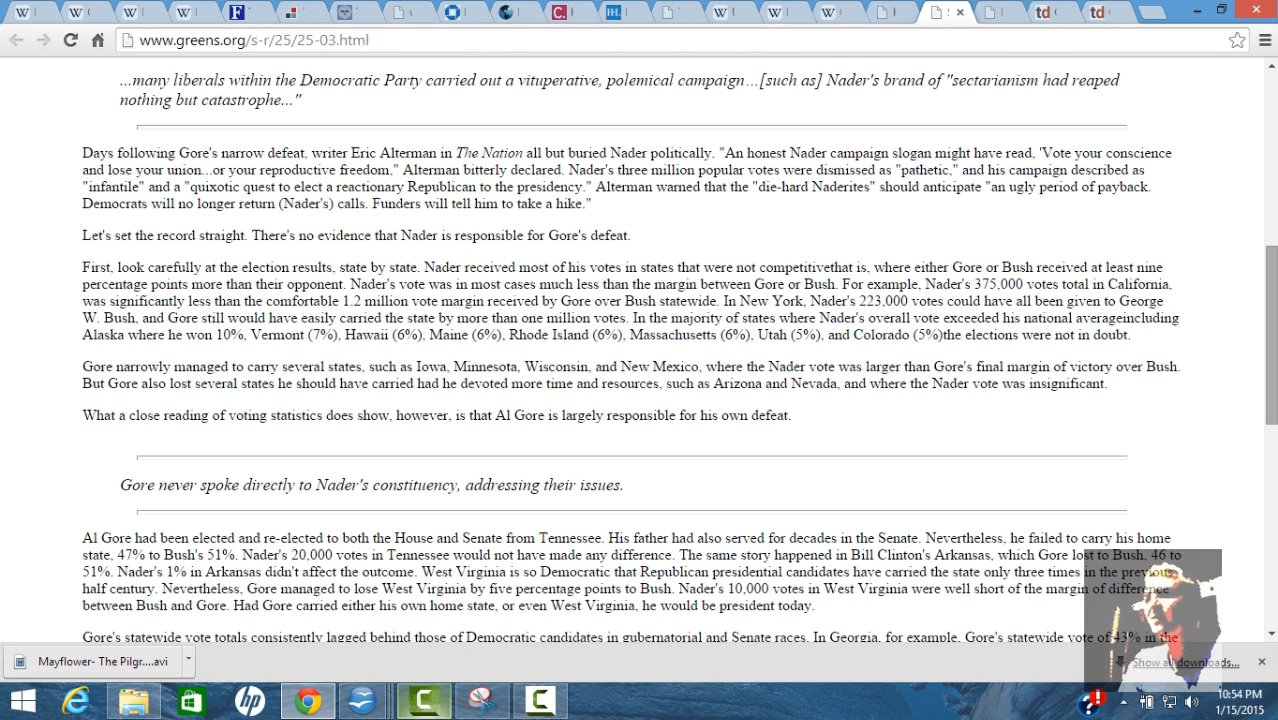 www.greens.org/s-r/25/25-03.html
...many liberals within the Democratic Party carried out a vituperative, polemical campaign…[such as] Nader's brand of "sectarianism had reaped
nothing but catastrophe..."
Days following Gore's narrow defeat, writer Eric Alterman in The Nation all but buried Nader politically. "An honest Nader campaign slogan might have read, 'Vote your conscience
and lose your union...or your reproductive freedom," Alterman bitterly declared. Nader's three million popular votes were dismissed as "pathetic," and his campaign described as
"infantile" and a "quixotic quest to elect a reactionary Republican to the presidency." Alterman warned that the "die-hard Naderites" should anticipate "an ugly period of payback.
Democrats will no longer return (Nader's) calls. Funders will tell him to take a hike."
Let's set the record straight. There's no evidence that Nader is responsible for Gore's defeat.
First, look carefully at the election results, state by state. Nader received most of his votes in states that were not competitivethat is, where either Gore or Bush received at least nine
percentage points more than their opponent. Nader's vote was in most cases much less than the margin between Gore or Bush. For example, Nader's 375,000 votes total in California,
was significantly less than the comfortable 1.2 million vote margin received by Gore over Bush statewide. In New York, Nader's 223,000 votes could have all been given to George
W. Bush, and Gore still would have easily carried the state by more than one million votes. In the majority of states where Nader's overall vote exceeded his national averageincluding
Alaska where he won 10%, Vermont (7%), Hawaii (6%), Maine (6%), Rhode Island (6%), Massachusetts (6%), Utah (5%), and Colorado (5%)the elections were not in doubt.
Gore narrowly managed to carry several states, such as Iowa, Minnesota, Wisconsin, and New Mexico, where the Nader vote was larger than Gore's final margin of victory over Bush.
But Gore also lost several states he should have carried had he devoted more time and resources, such as Arizona and Nevada, and where the Nader vote was insignificant.
What a close reading of voting statistics does show, however, is that Al Gore is largely responsible for his own defeat.
Gore never spoke directly to Nader's constituency, addressing their issues.
Al Gore had been elected and re-elected to both the House and Senate from Tennessee. His father had also served for decades in the Senate. Nevertheless, he failed to carry his home
state, 47% to Bush's 51%. Nader's 20,000 votes in Tennessee would not have made any difference. The same story happened in Bill Clinton's Arkansas, which Gore lost to Bush, 46 to
51%. Nader's 1% in Arkansas didn't affect the outcome. West Virginia is so Democratic that Republican presidential candidates have carried the state only three times in the previous
half century. Nevertheless, Gore managed to lose West Virginia by five percentage points to Bush. Nader's 10,000 votes in West Virginia were well short of the margin of difference
between Bush and Gore. Had Gore carried either his own home state, or even West Virginia, he would be president today.
Gore's statewide vote totals consistently lagged behind those of Democratic candidates in gubernatorial and Senate races. In Georgia, for example, Gore's statewide vote of 43% in the
Mayflower- The Pilgr....avi
Show all downloads...
10:54 PM
1/15/2015